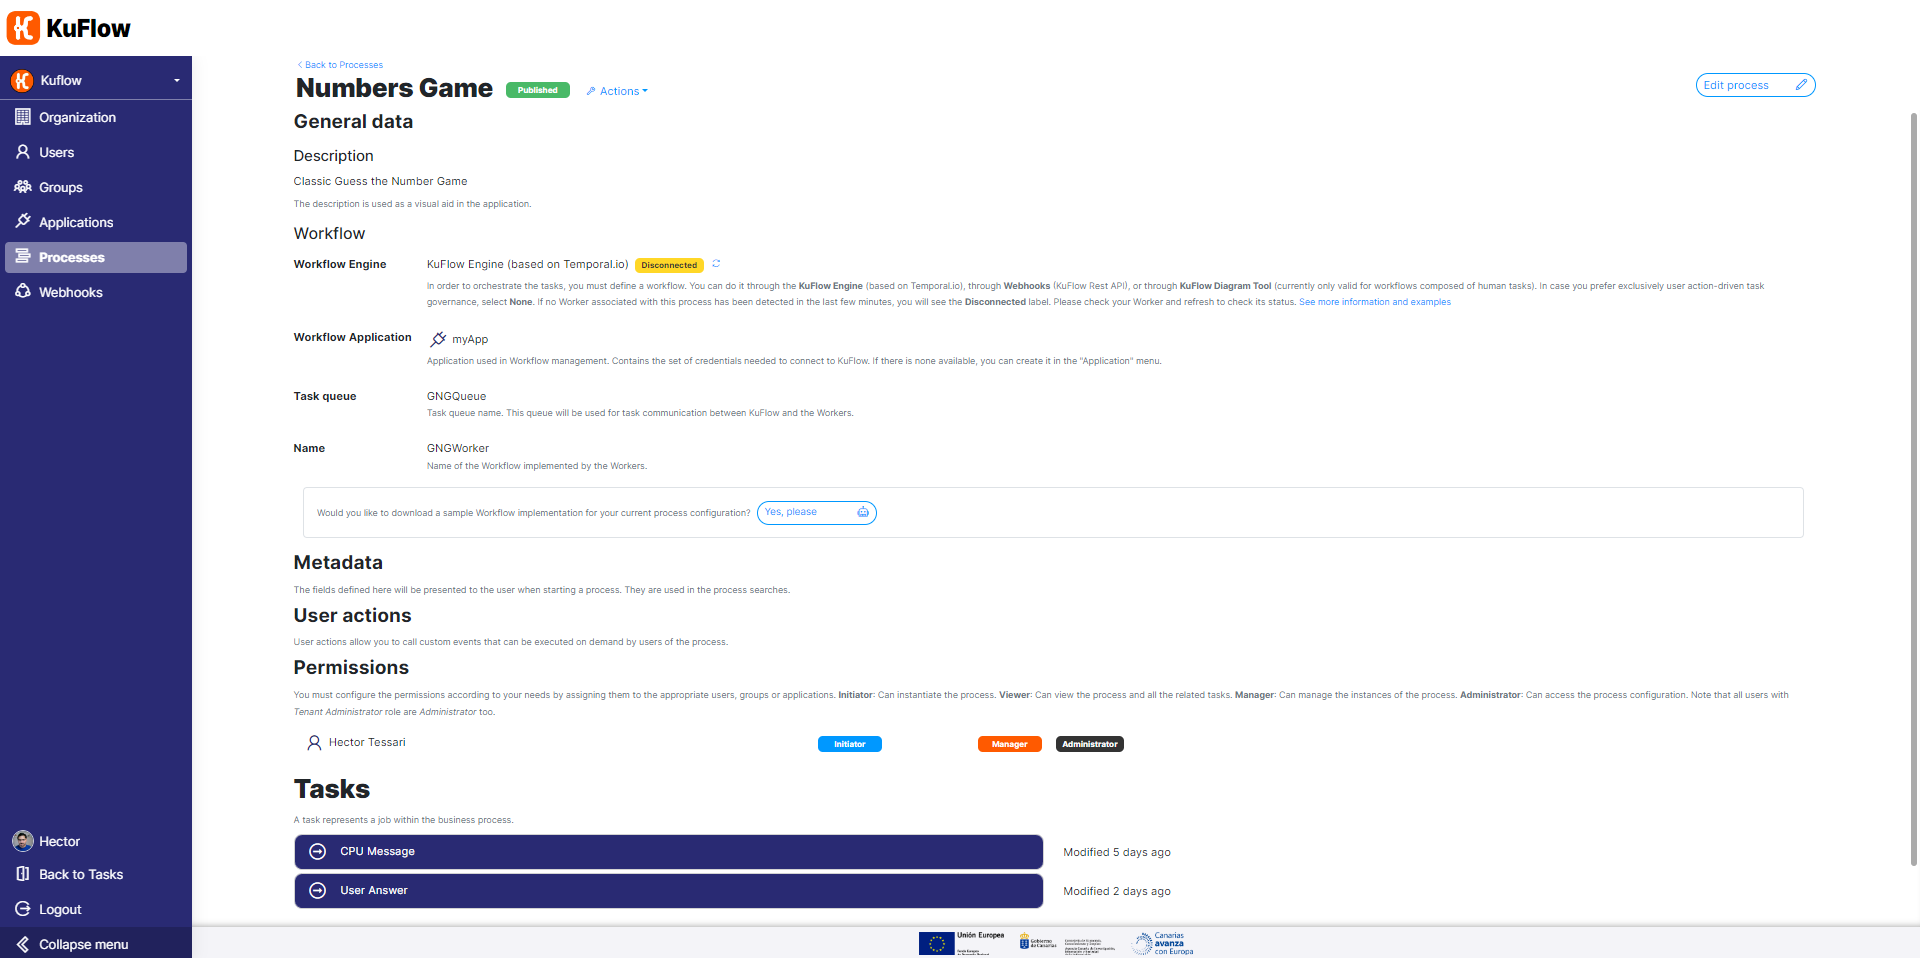 KuFlow
Kuflow
Organization
Users
Groups
Applications
Processes
Webhooks
Hector
Back to Tasks
Logout
Collapse menu
Back to Processes
Numbers Game Published Actions
Edit process
General data
Description
Classic Guess the Number Game
The description is used as a visual aid in the application.
Workflow
Workflow Engine KuFlow Engine (based on Temporal.io) Disconnected
In order to orchestrate the tasks, you must define a workflow. You can do it through the KuFlow Engine (based on Temporal.io), through Webhooks (KuFlow Rest API), or through KuFlow Diagram Tool (currently only valid for workflows composed of human tasks). In case you prefer exclusively user action-driven task
governance, select None. If no Worker associated with this process has been detected in the last few minutes, you will see the Disconnected label. Please check your Worker and refresh to check its status. See more information and examples
Workflow Application myApp
Application used in Workflow management. Contains the set of credentials needed to connect to KuFlow. If there is none available, you can create it in the "Application" menu.
Task queue GNGQueue
Task queue name. This queue will be used for task communication between KuFlow and the Workers.
Name GNGWorker
Name of the Workflow implemented by the Workers.
Would you like to download a sample Workflow implementation for your current process configuration? Yes, please
Metadata
The fields defined here will be presented to the user when starting a process. They are used in the process searches.
User actions
User actions allow you to call custom events that can be executed on demand by users of the process.
Permissions
You must configure the permissions according to your needs by assigning them to the appropriate users, groups or applications. Initiator: Can instantiate the process. Viewer: Can view the process and all the related tasks. Manager: Can manage the instances of the process. Administrator: Can access the process configuration. Note that all users with
Tenant Administrator role are Administrator too.
Hector Tessari Initiator Manager Administrator
Tasks
A task represents a job within the business process.
CPU Message Modified 5 days ago
User Answer Modified 2 days ago
Unión Europea
Gobierno
de Canarias
Canarias
avanza
con Europa